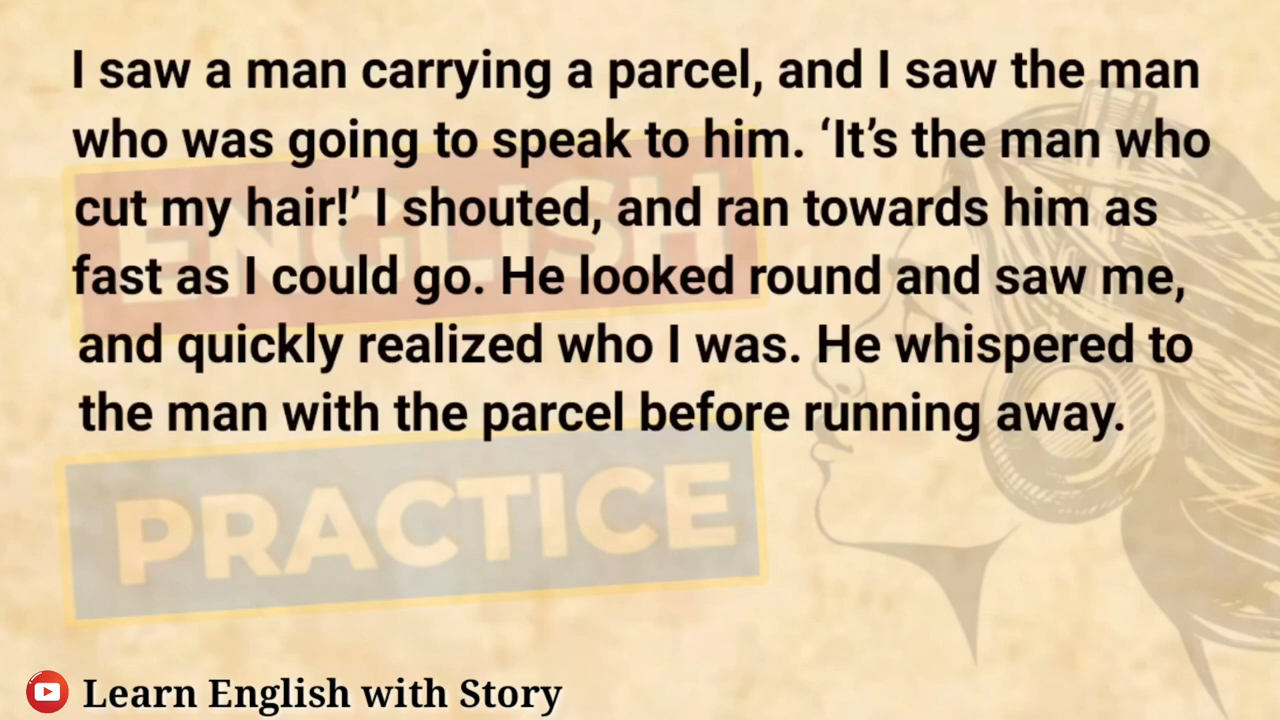 I saw a man carrying a parcel, and I saw the man
who was going to speak to him. ‘It’s the man who
cut my hair!’ I shouted, and ran towards him as
fast as I could go. He looked round and saw me,
and quickly realized who I was. He whispered to
the man with the parcel before running away.
ENGLISH
PRACTICE
Learn English with Story